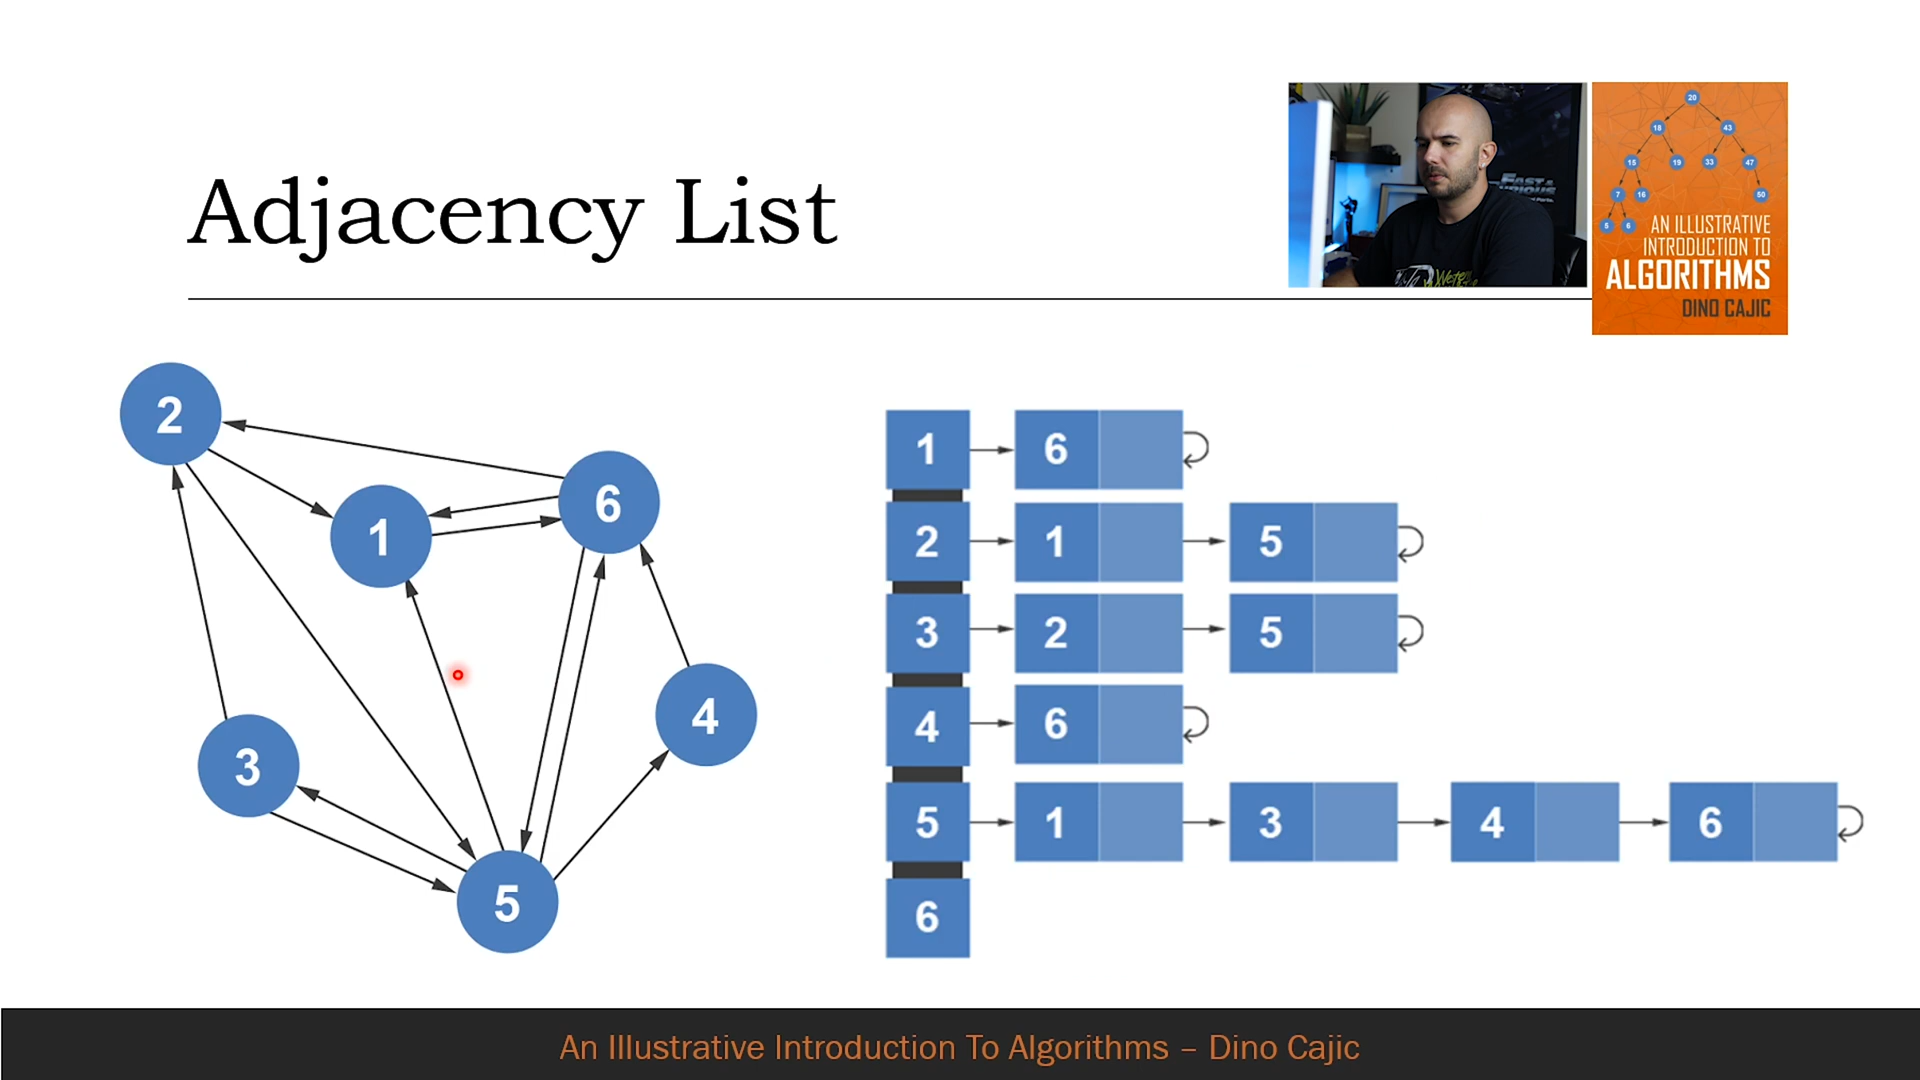 Adjacency List
FAST &
FURIOUS
20
18 43
15 19 33 47
7 16 50
5 6
AN ILLUSTRATIVE
INTRODUCTION TO
ALGORITHMS
DINO CAJIC
2
6
1
4
3
5
1 6
2 1 5
3 2 5
4 6
5 1 3 4 6
6
An Illustrative Introduction To Algorithms – Dino Cajic